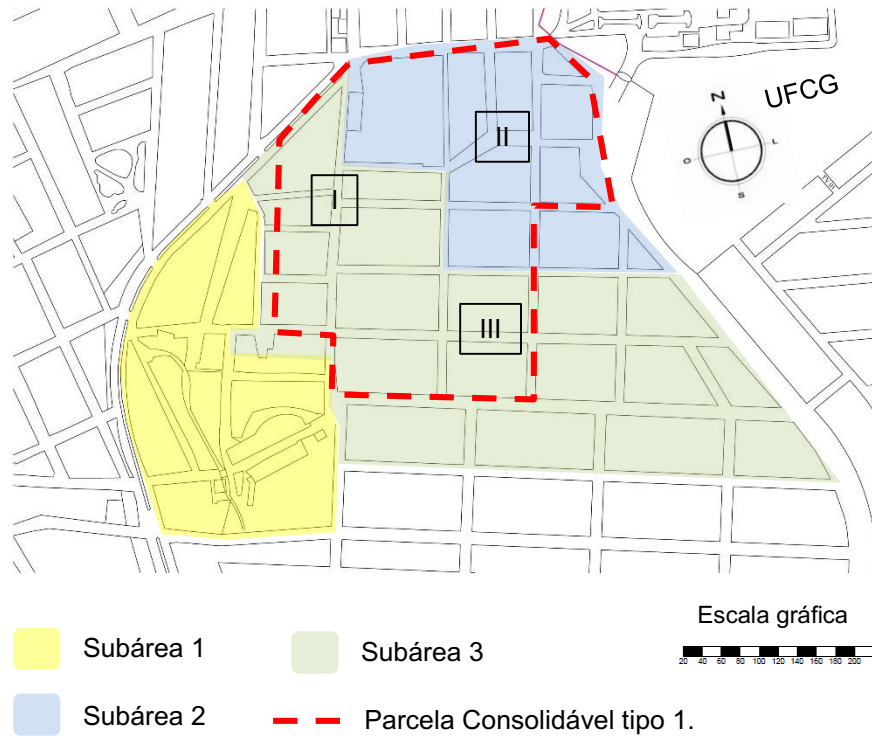 UFCG
N
O
L
S
II
I
III
Subárea 1
Subárea 3
Subárea 2
Parcela Consolidável tipo 1.
Escala gráfica
20 40 60 80 100 120 140 160 180 200